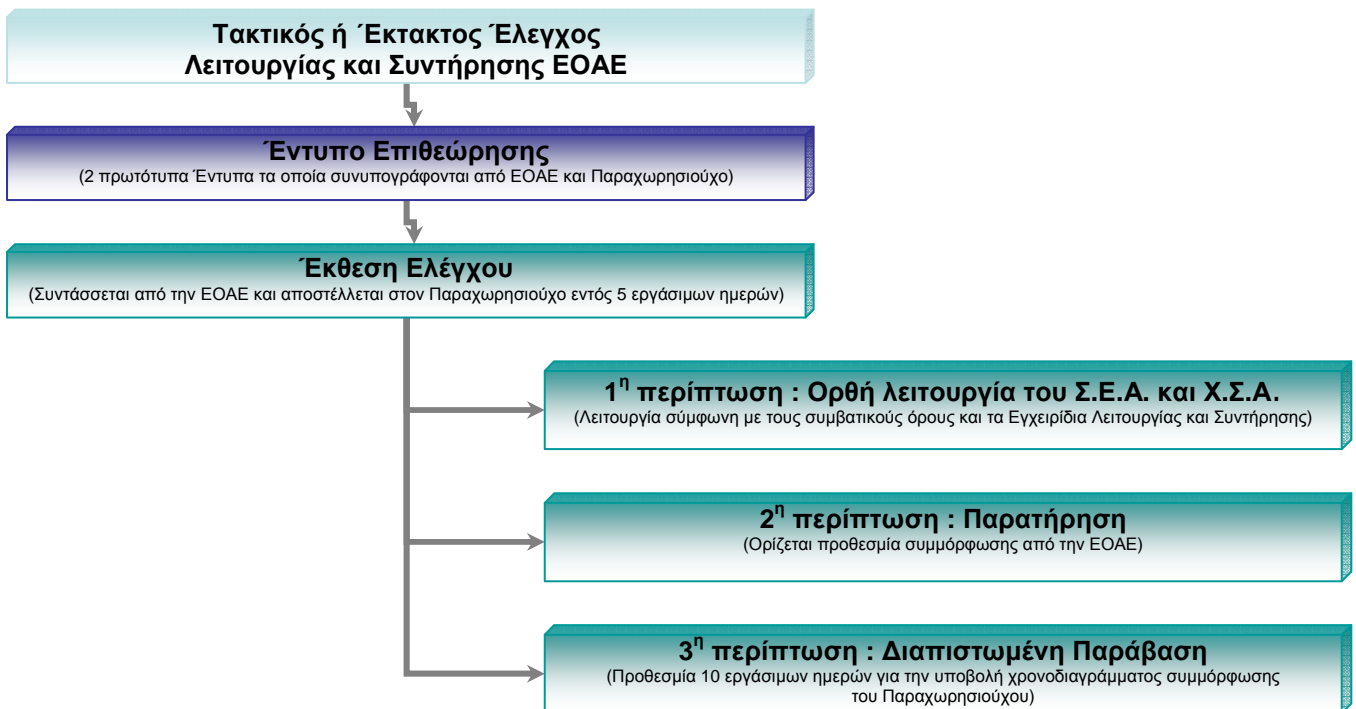 Τακτικός ή Έκτακτος Έλεγχος
Λειτουργίας και Συντήρησης ΕΟΑΕ
Έντυπο Επιθεώρησης
(2 πρωτότυπα Έντυπα τα οποία συνυπογράφονται από ΕΟΑΕ και Παραχωρησιούχο)
Έκθεση Ελέγχου
(Συντάσσεται από την ΕΟΑΕ και αποστέλλεται στον Παραχωρησιούχο εντός 5 εργάσιμων ημερών)
1η περίπτωση : Ορθή λειτουργία του Σ.Ε.Α. και Χ.Σ.Α.
(Λειτουργία σύμφωνη με τους συμβατικούς όρους και τα Εγχειρίδια Λειτουργίας και Συντήρησης)
2η περίπτωση : Παρατήρηση
(Ορίζεται προθεσμία συμμόρφωσης από την ΕΟΑΕ)
3η περίπτωση : Διαπιστωμένη Παράβαση
(Προθεσμία 10 εργάσιμων ημερών για την υποβολή χρονοδιαγράμματος συμμόρφωσης
του Παραχωρησιούχου)